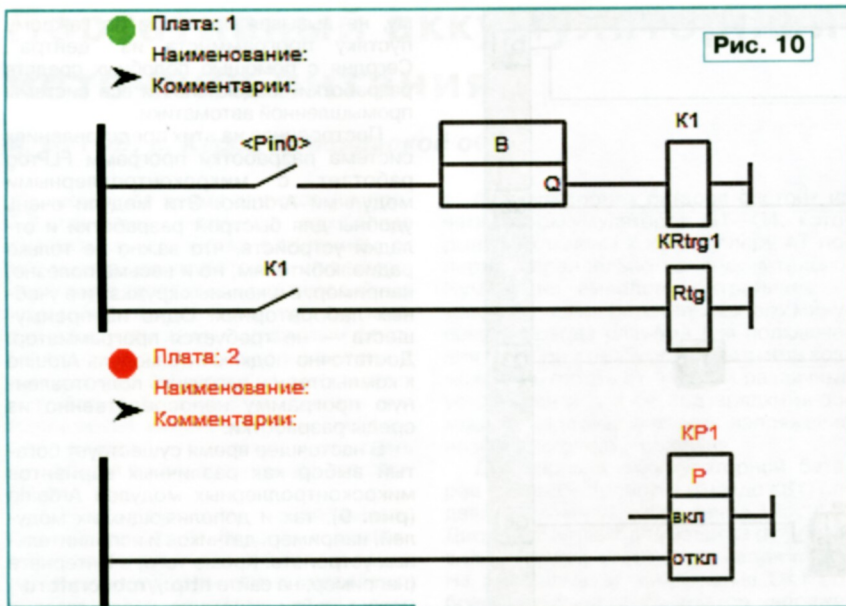 Плата: 1
Рис. 10
Наименование:
Комментарии:
<Pin0>
B
Q
K1
KRtrg1
K1
Rtg
Плата: 2
Наименование:
Комментарии:
KP1
P
вкл
откл